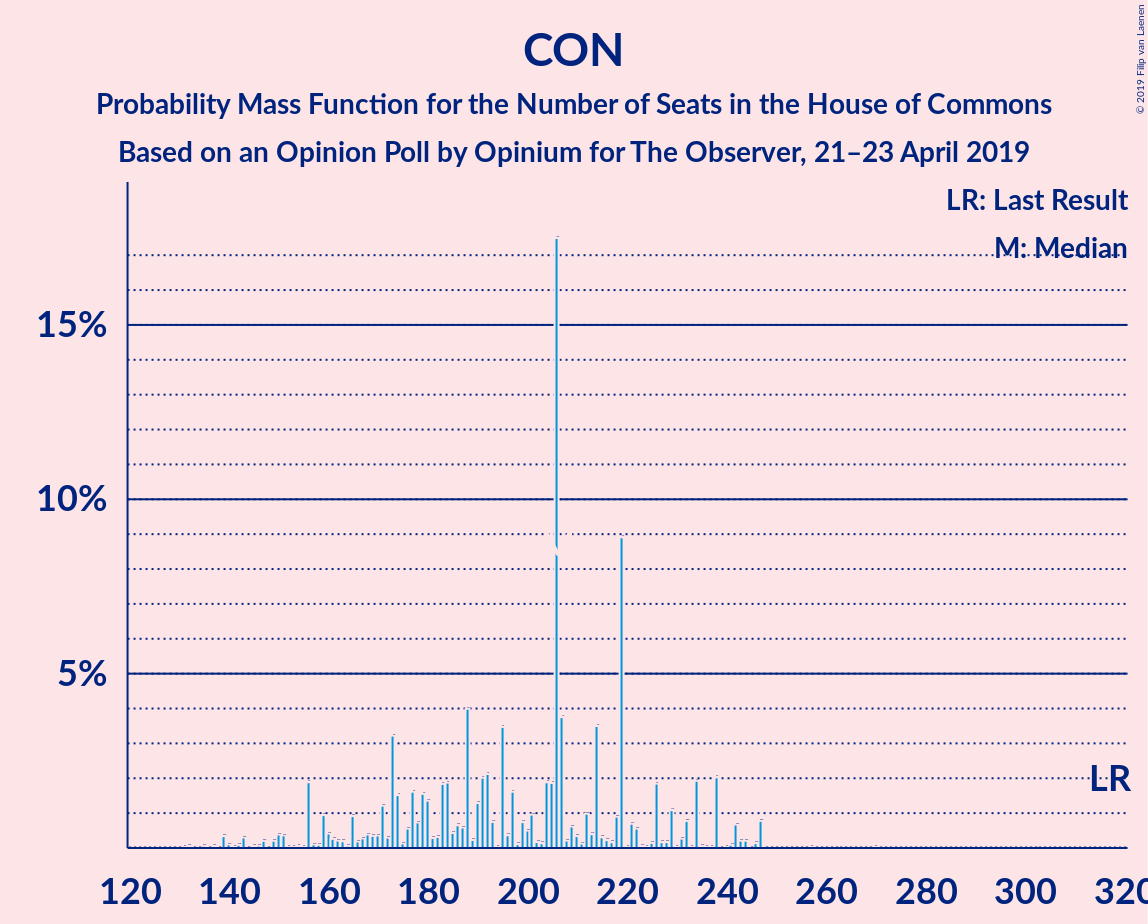 CON
Probability Mass Function for the Number of Seats in the House of Commons
Based on an Opinion Poll by Opinium for The Observer, 21–23 April 2019
© 2019 Filip van Laenen
LR: Last Result
M: Median
15%
10%
5%
LR
120 140 160 180 200 220 240 260 280 300 320